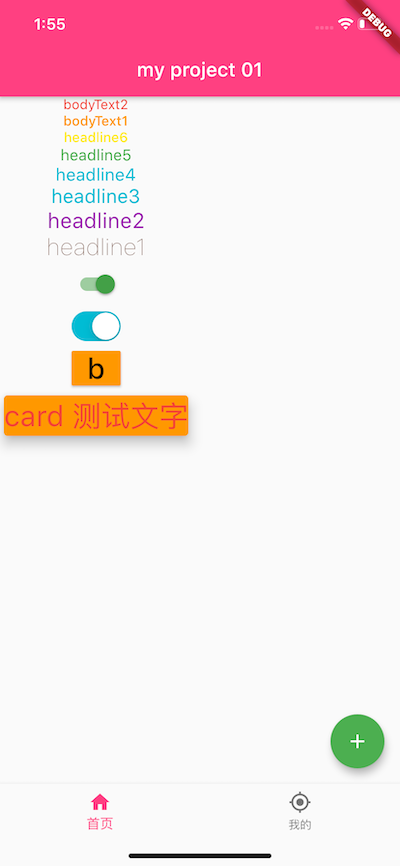 1:55
DEBUG
my project 01
bodyText2
bodyText1
headline6
headline5
headline4
headline3
headline2
headline1
b
card 测试文字
+
首页
我的